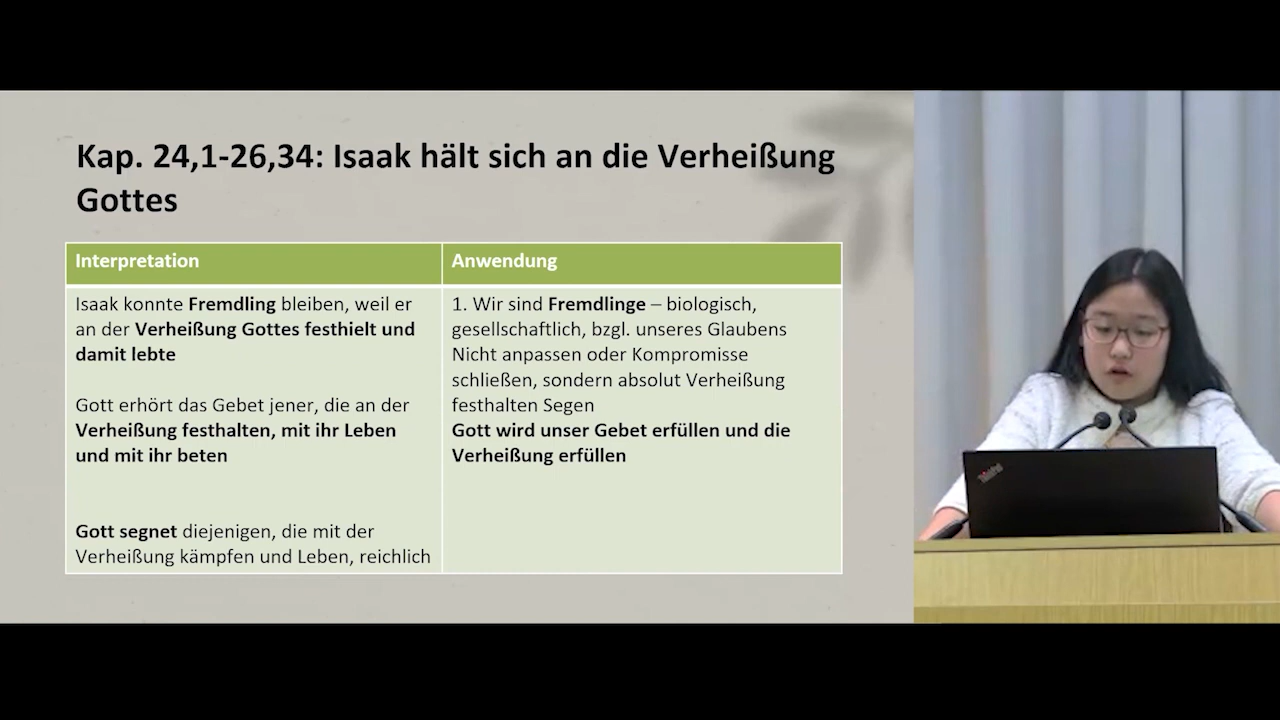 Kap. 24,1-26,34: Isaak hält sich an die Verheißung
Gottes
Interpretation
Anwendung
Isaak konnte Fremdling bleiben, weil er
an der Verheißung Gottes festhielt und
damit lebte
Gott erhört das Gebet jener, die an der
Verheißung festhalten, mit ihr Leben
und mit ihr beten
Gott segnet diejenigen, die mit der
Verheißung kämpfen und Leben, reichlich
1. Wir sind Fremdlinge – biologisch,
gesellschaftlich, bzgl. unseres Glaubens
Nicht anpassen oder Kompromisse
schließen, sondern absolut Verheißung
festhalten Segen
Gott wird unser Gebet erfüllen und die
Verheißung erfüllen
ThinkPad